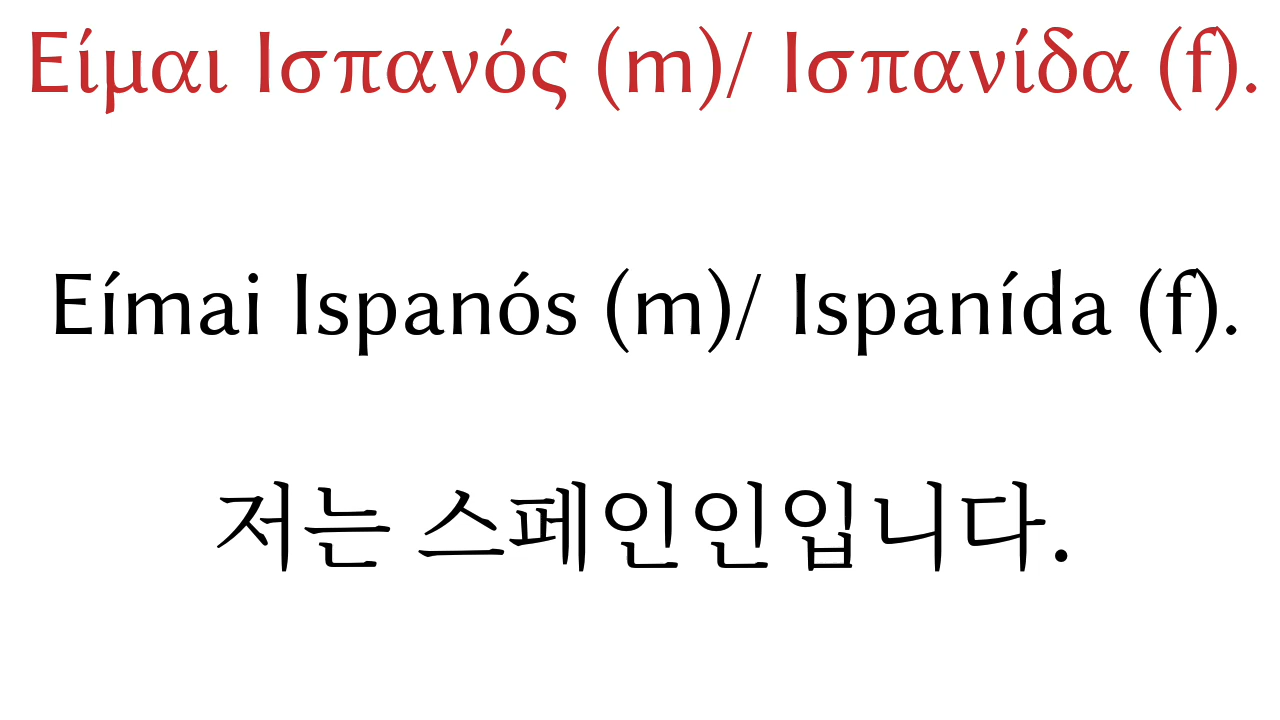 Είμαι Ισπανός (m)/ Ισπανίδα (f).
Eímai Ispanós (m)/ Ispanída (f).
저는 스페인인입니다.